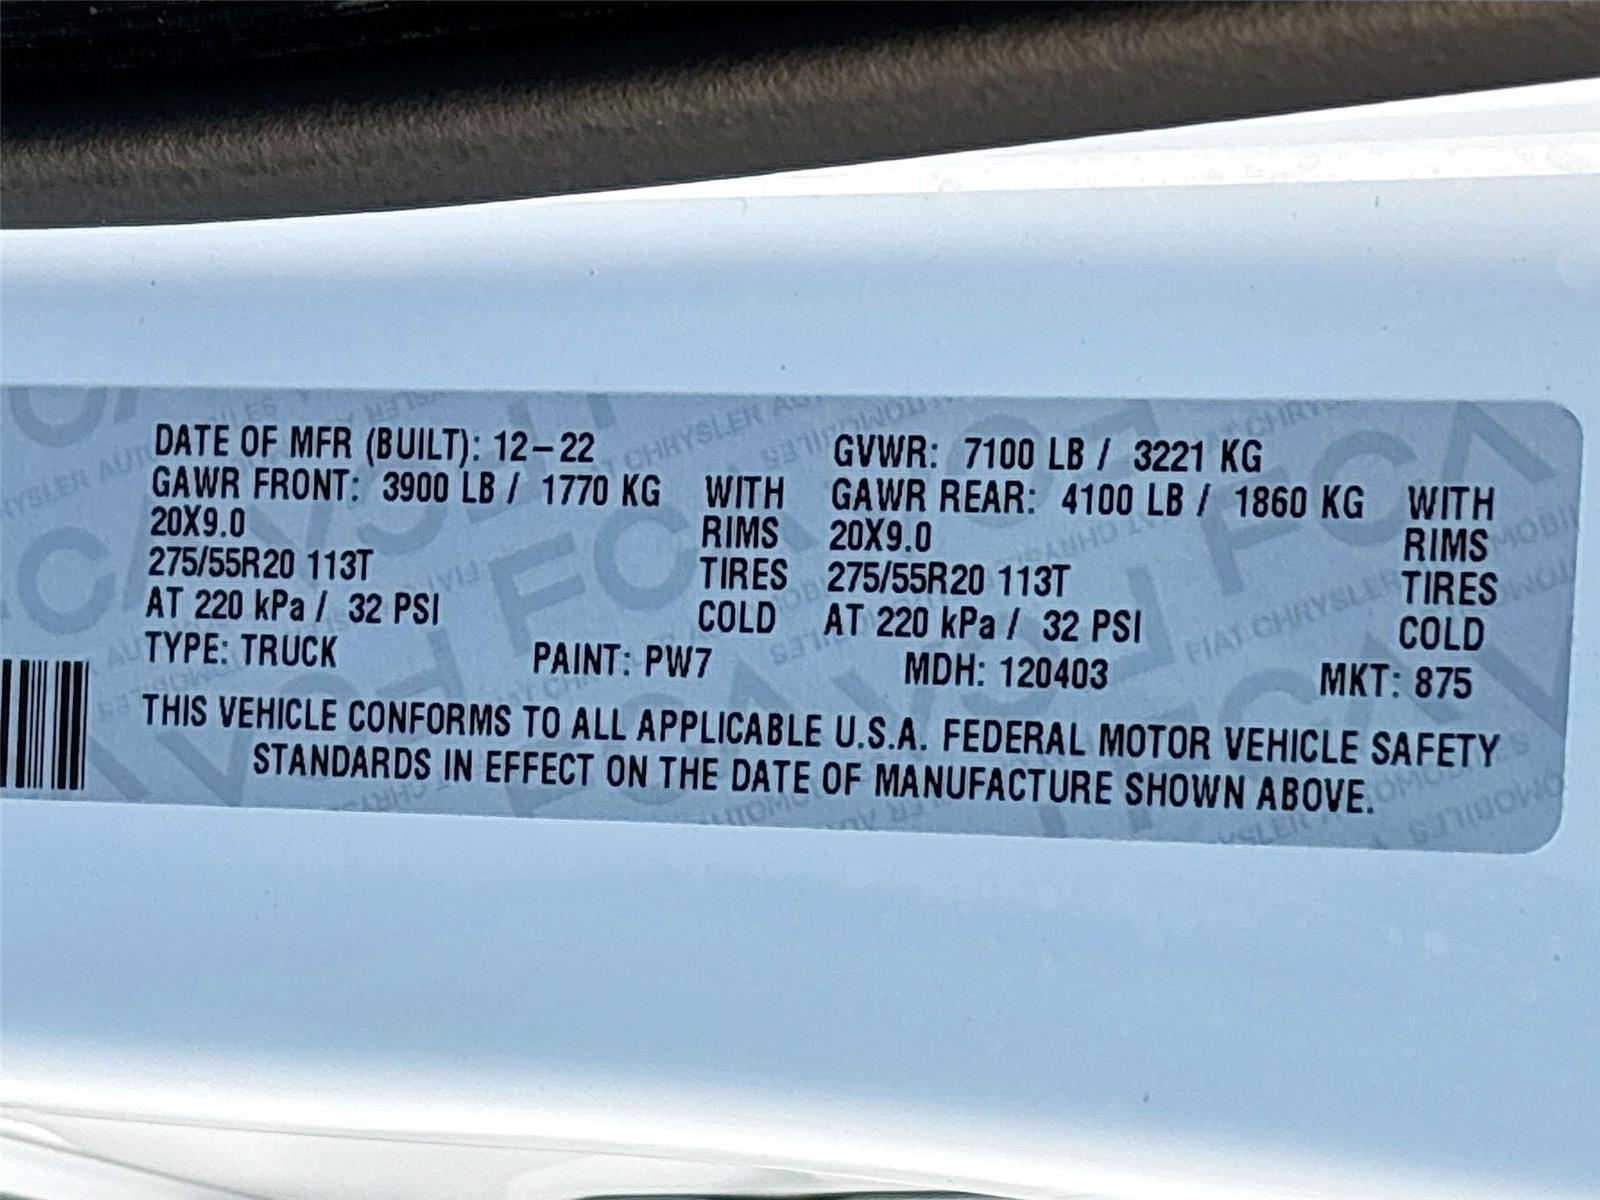 DATE OF MFR (BUILT): 12-22 GVWR: 7100 LB / 3221 KG
GAWR FRONT: 3900 LB / 1770 KG WITH GAWR REAR: 4100 LB / 1860 KG WITH
20X9.0 RIMS 20X9.0 RIMS
275/55R20 113T TIRES 275/55R20 113T TIRES
AT 220 kPa / 32 PSI COLD AT 220 kPa / 32 PSI COLD
TYPE: TRUCK PAINT: PW7 MDH: 120403 MKT: 875
THIS VEHICLE CONFORMS TO ALL APPLICABLE U.S.A. FEDERAL MOTOR VEHICLE SAFETY
STANDARDS IN EFFECT ON THE DATE OF MANUFACTURE SHOWN ABOVE.